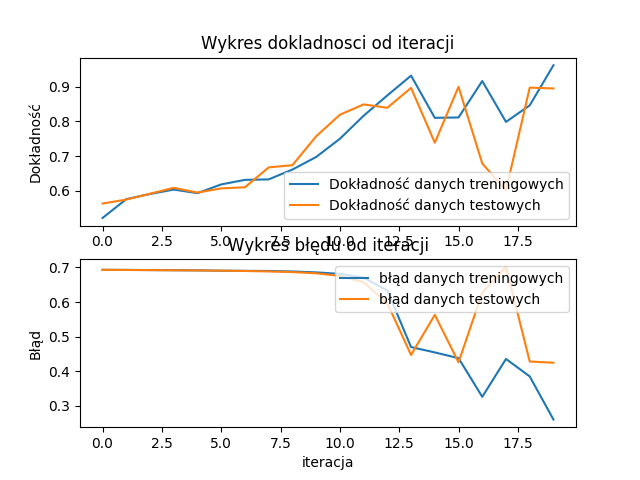 Wykres dokladnosci od iteracji
Dokładność
0.9
0.8
0.7
0.6
Dokładność danych treningowych
Dokładność danych testowych
0.0 2.5 5.0 7.5 10.0 12.5 15.0 17.5
Wykres błędu od iteracji
Błąd
0.7
0.6
0.5
0.4
0.3
błąd danych treningowych
błąd danych testowych
0.0 2.5 5.0 7.5 10.0 12.5 15.0 17.5
iteracja